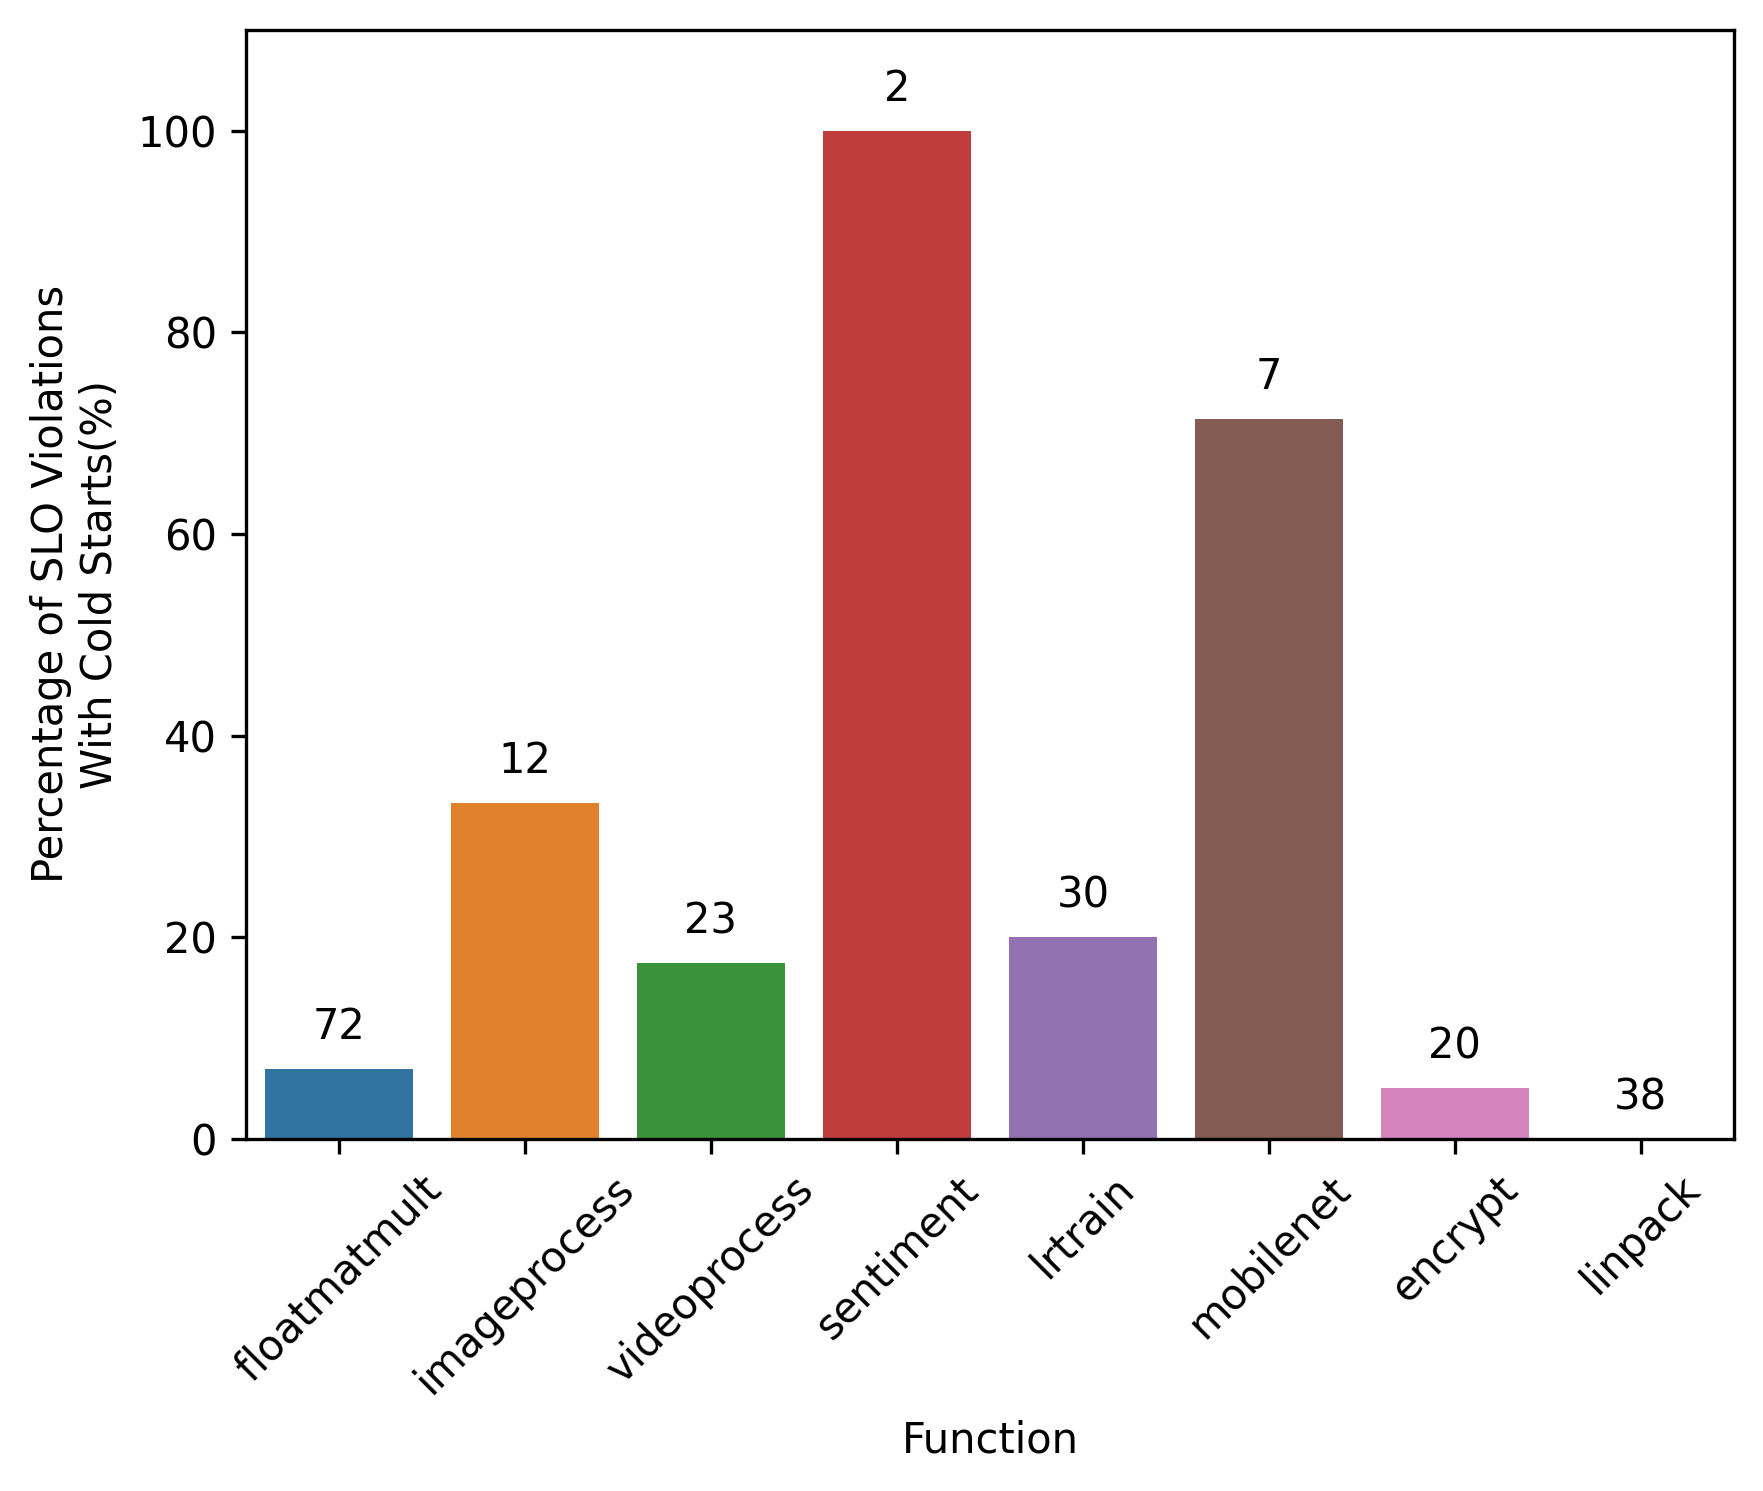 Percentage of SLO Violations
With Cold Starts(%)
100
80
60
40
20
0
72
12
23
2
30
7
20
38
floatmatmult
imageprocess
videoprocess
sentiment
lrtrain
mobilenet
encrypt
linpack
Function